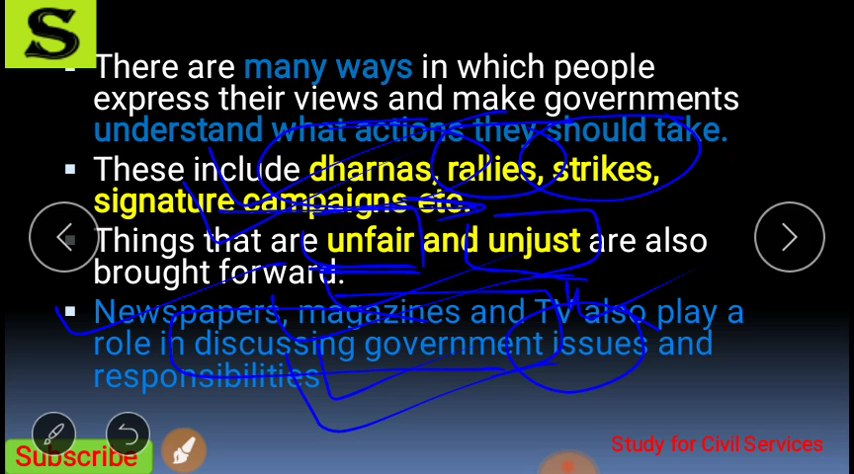 S
There are many ways in which people
express their views and make governments
understand what actions they should take.
These include dharnas, rallies, strikes,
signature campaigns etc.
Things that are unfair and unjust are also
brought forward.
Newspapers, magazines and TV also play a
role in discussing government issues and
responsibilities
Subscribe
Study for Civil Services